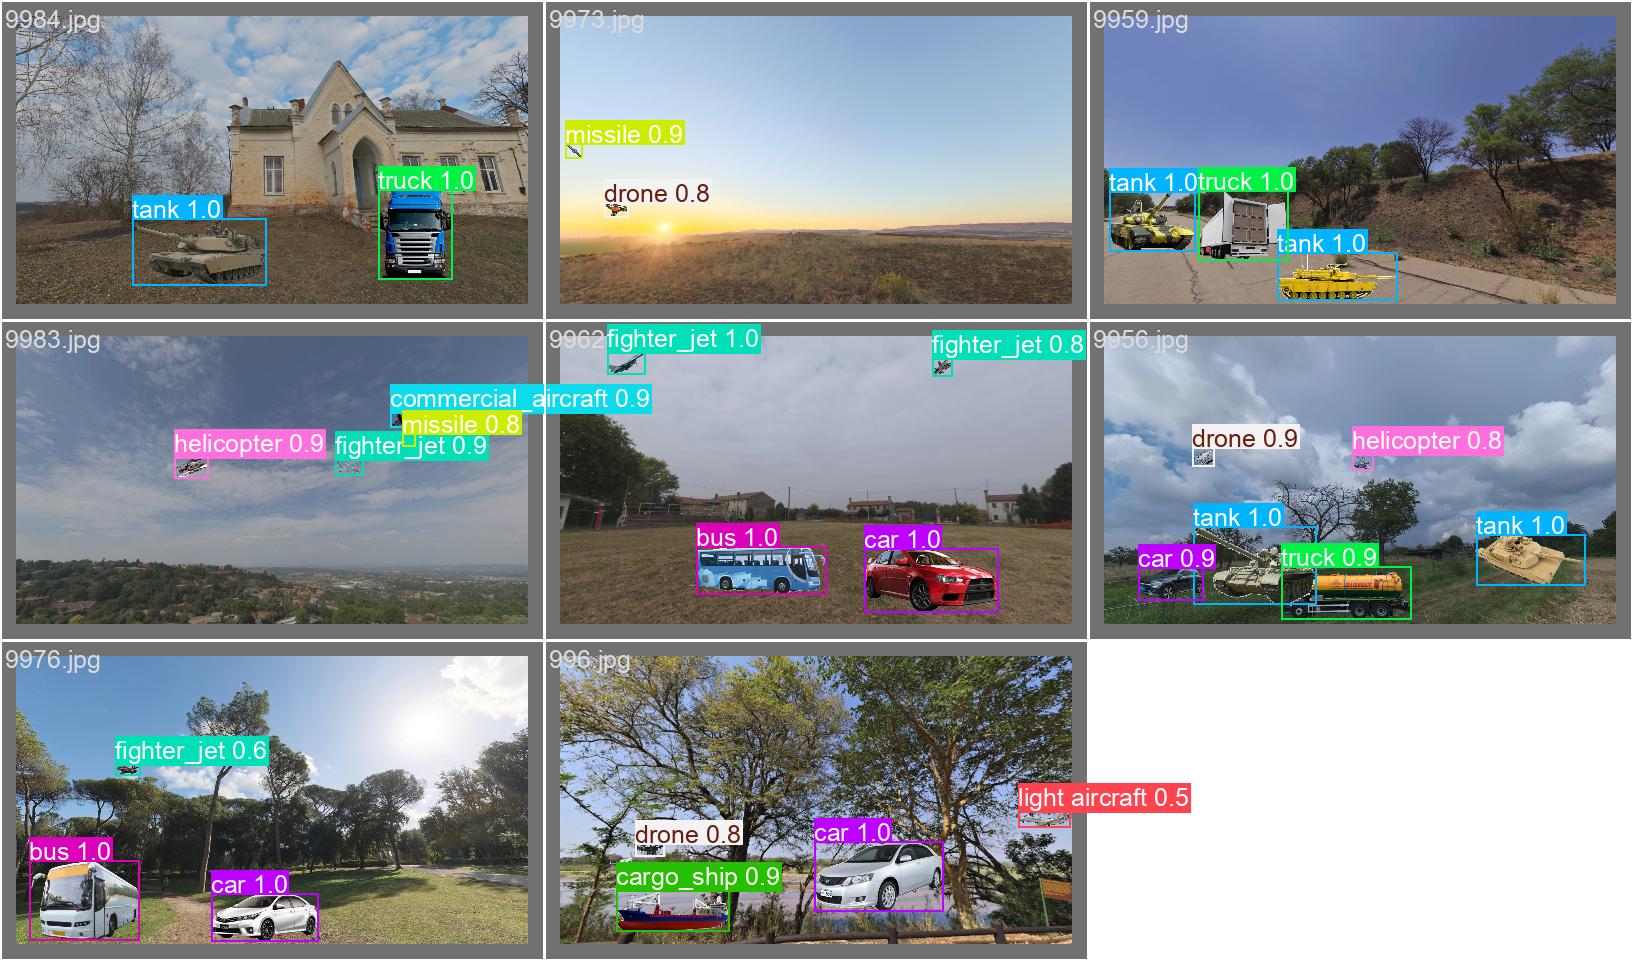 9984.jpg
truck 1.0
tank 1.0
9973.jpg
missile 0.9
drone 0.8
9959.jpg
tank 1.0
truck 1.0
tank 1.0
9983.jpg
commercial_aircraft 0.9
missile 0.8
helicopter 0.9
fighter_jet 0.9
9962
fighter_jet 1.0
fighter_jet 0.8
bus 1.0
car 1.0
9956.jpg
drone 0.9
helicopter 0.8
tank 1.0
tank 1.0
car 0.9
truck 0.9
9976.jpg
fighter_jet 0.6
bus 1.0
car 1.0
996.jpg
light aircraft 0.5
drone 0.8
car 1.0
cargo_ship 0.9